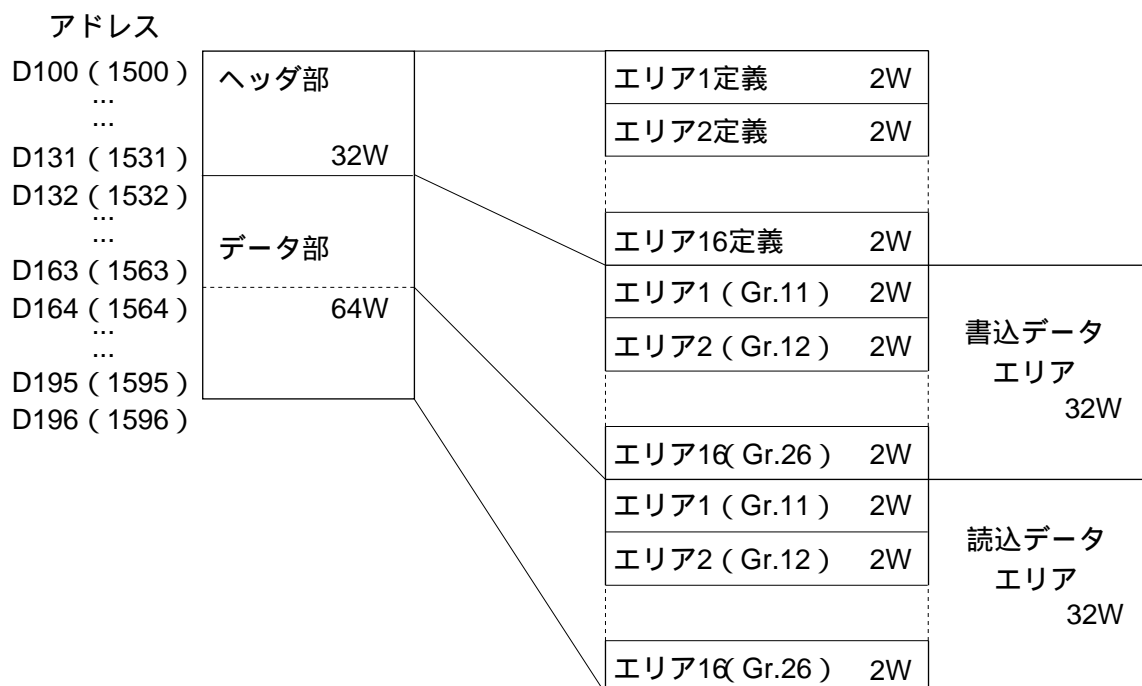 アドレス
D100 ( 1500 )
...
...
D131 ( 1531 )
D132 ( 1532 )
...
...
D163 ( 1563 )
D164 ( 1564 )
...
...
D195 ( 1595 )
D196 ( 1596 )
ヘッダ部
32W
データ部
64W
エリア1定義 2W
エリア2定義 2W
エリア16定義 2W
エリア1 ( Gr.11 ) 2W
エリア2 ( Gr.12 ) 2W
エリア16( Gr.26 ) 2W
エリア1 ( Gr.11 ) 2W
エリア2 ( Gr.12 ) 2W
エリア16( Gr.26 ) 2W
書込データ
エリア
32W
読込データ
エリア
32W